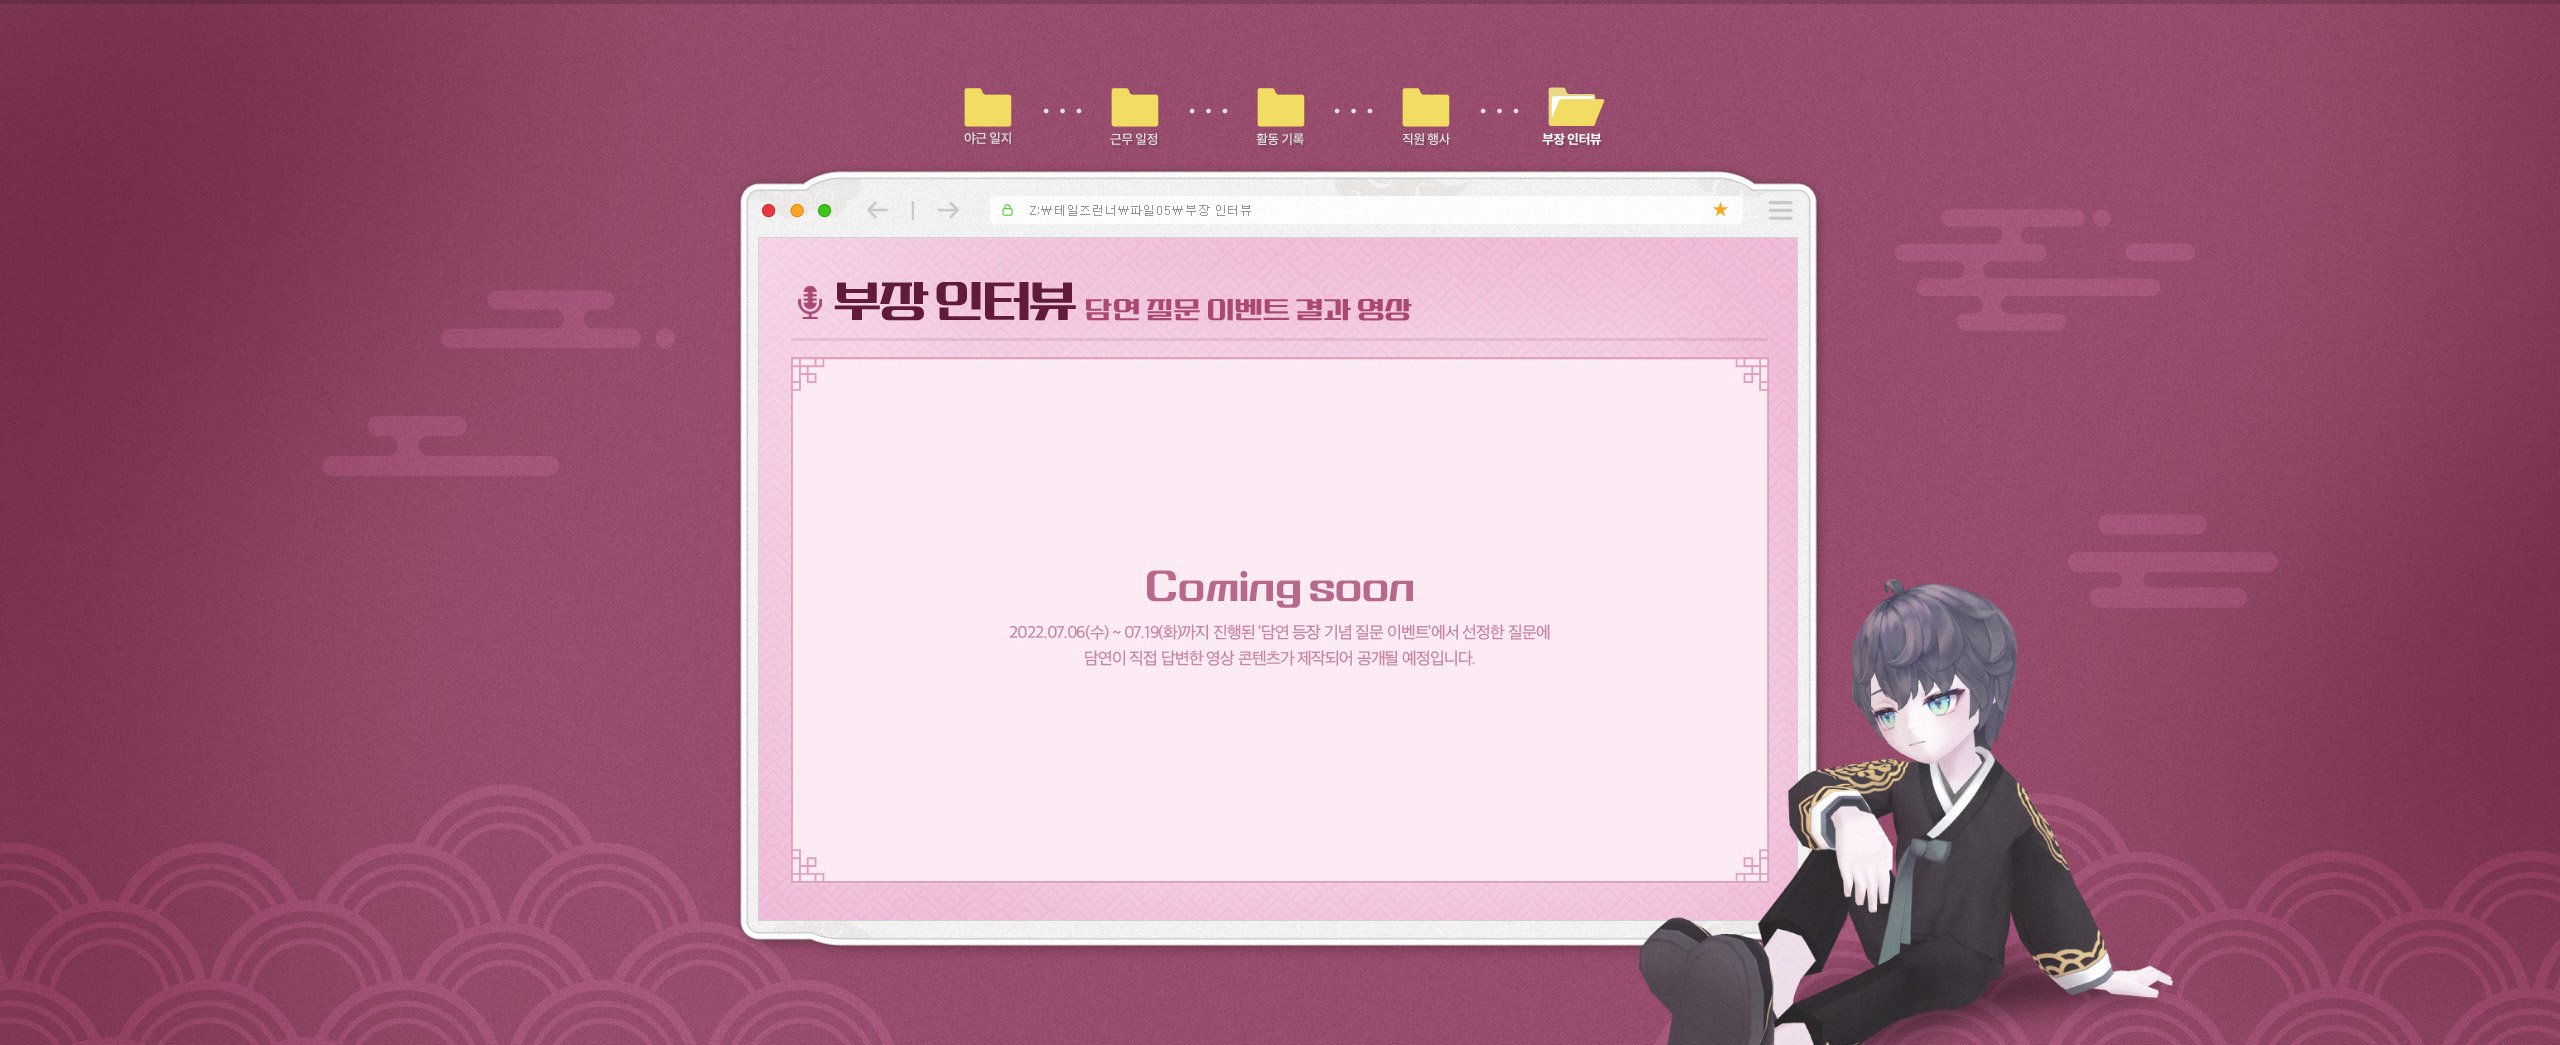 야근 일지
근무 일정
활동 기록
직원 행사
부장 인터뷰
Z:₩테일즈런너₩파일05₩부장 인터뷰
부장 인터뷰 담연 질문 이벤트 결과 영상
Coming soon
2022.07.06(수) ~ 07.19(화)까지 진행된 '담연 등장 기념 질문 이벤트'에서 선정한 질문에
담연이 직접 답변한 영상 콘텐츠가 제작되어 공개될 예정입니다.